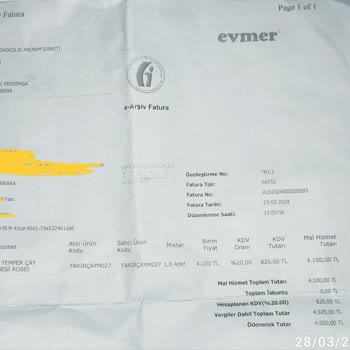 Fatura
Page 1 of 1
evmer
ANONİM ŞİRKETİ
e-Arşiv Fatura
Özelleştirme No: TR1.2
Fatura Tipi: SATIS
Fatura No:
Fatura Tarihi: 23-03-2024
Düzenlenme Saati: 15:09:56
ANKARA
Fax:
Hizmet
Alıcı Ürün Kodu
Satıcı Ürün Kodu
Miktar
Birim Fiyat
KDV Oranı
KDV Tutarı
Mal Hizmet Tutarı
TEMPER ÇAY
FAKIRÇAYM027 FAKIRÇAYM027 1,0 Adet 4.100 TL %20,00 820,00 TL 4.100,00 TL
Mal Hizmet Toplam Tutarı 4.100,00 TL
Toplam İskonto 0,00 TL
Hesaplanan KDV(%20.00) 820,00 TL
Vergiler Dahil Toplam Tutar 4.920,00 TL
Ödenecek Tutar 4.920,00 TL
28/03/2